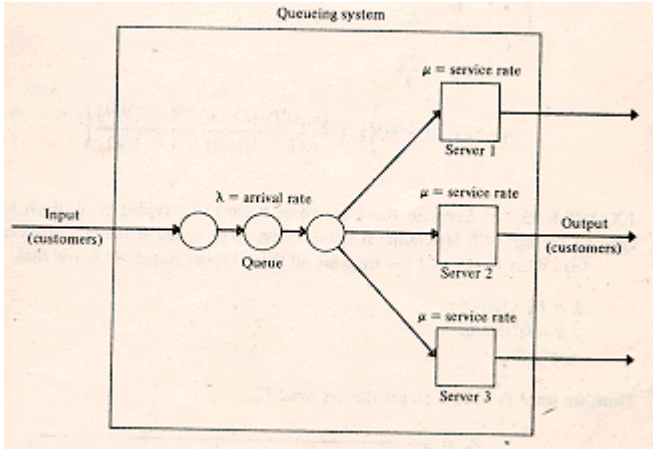 Queueing system
μ = service rate
Server 1
λ = arrival rate
μ = service rate
Input
(customers)
Queue
Output
(customers)
Server 2
μ = service rate
Server 3